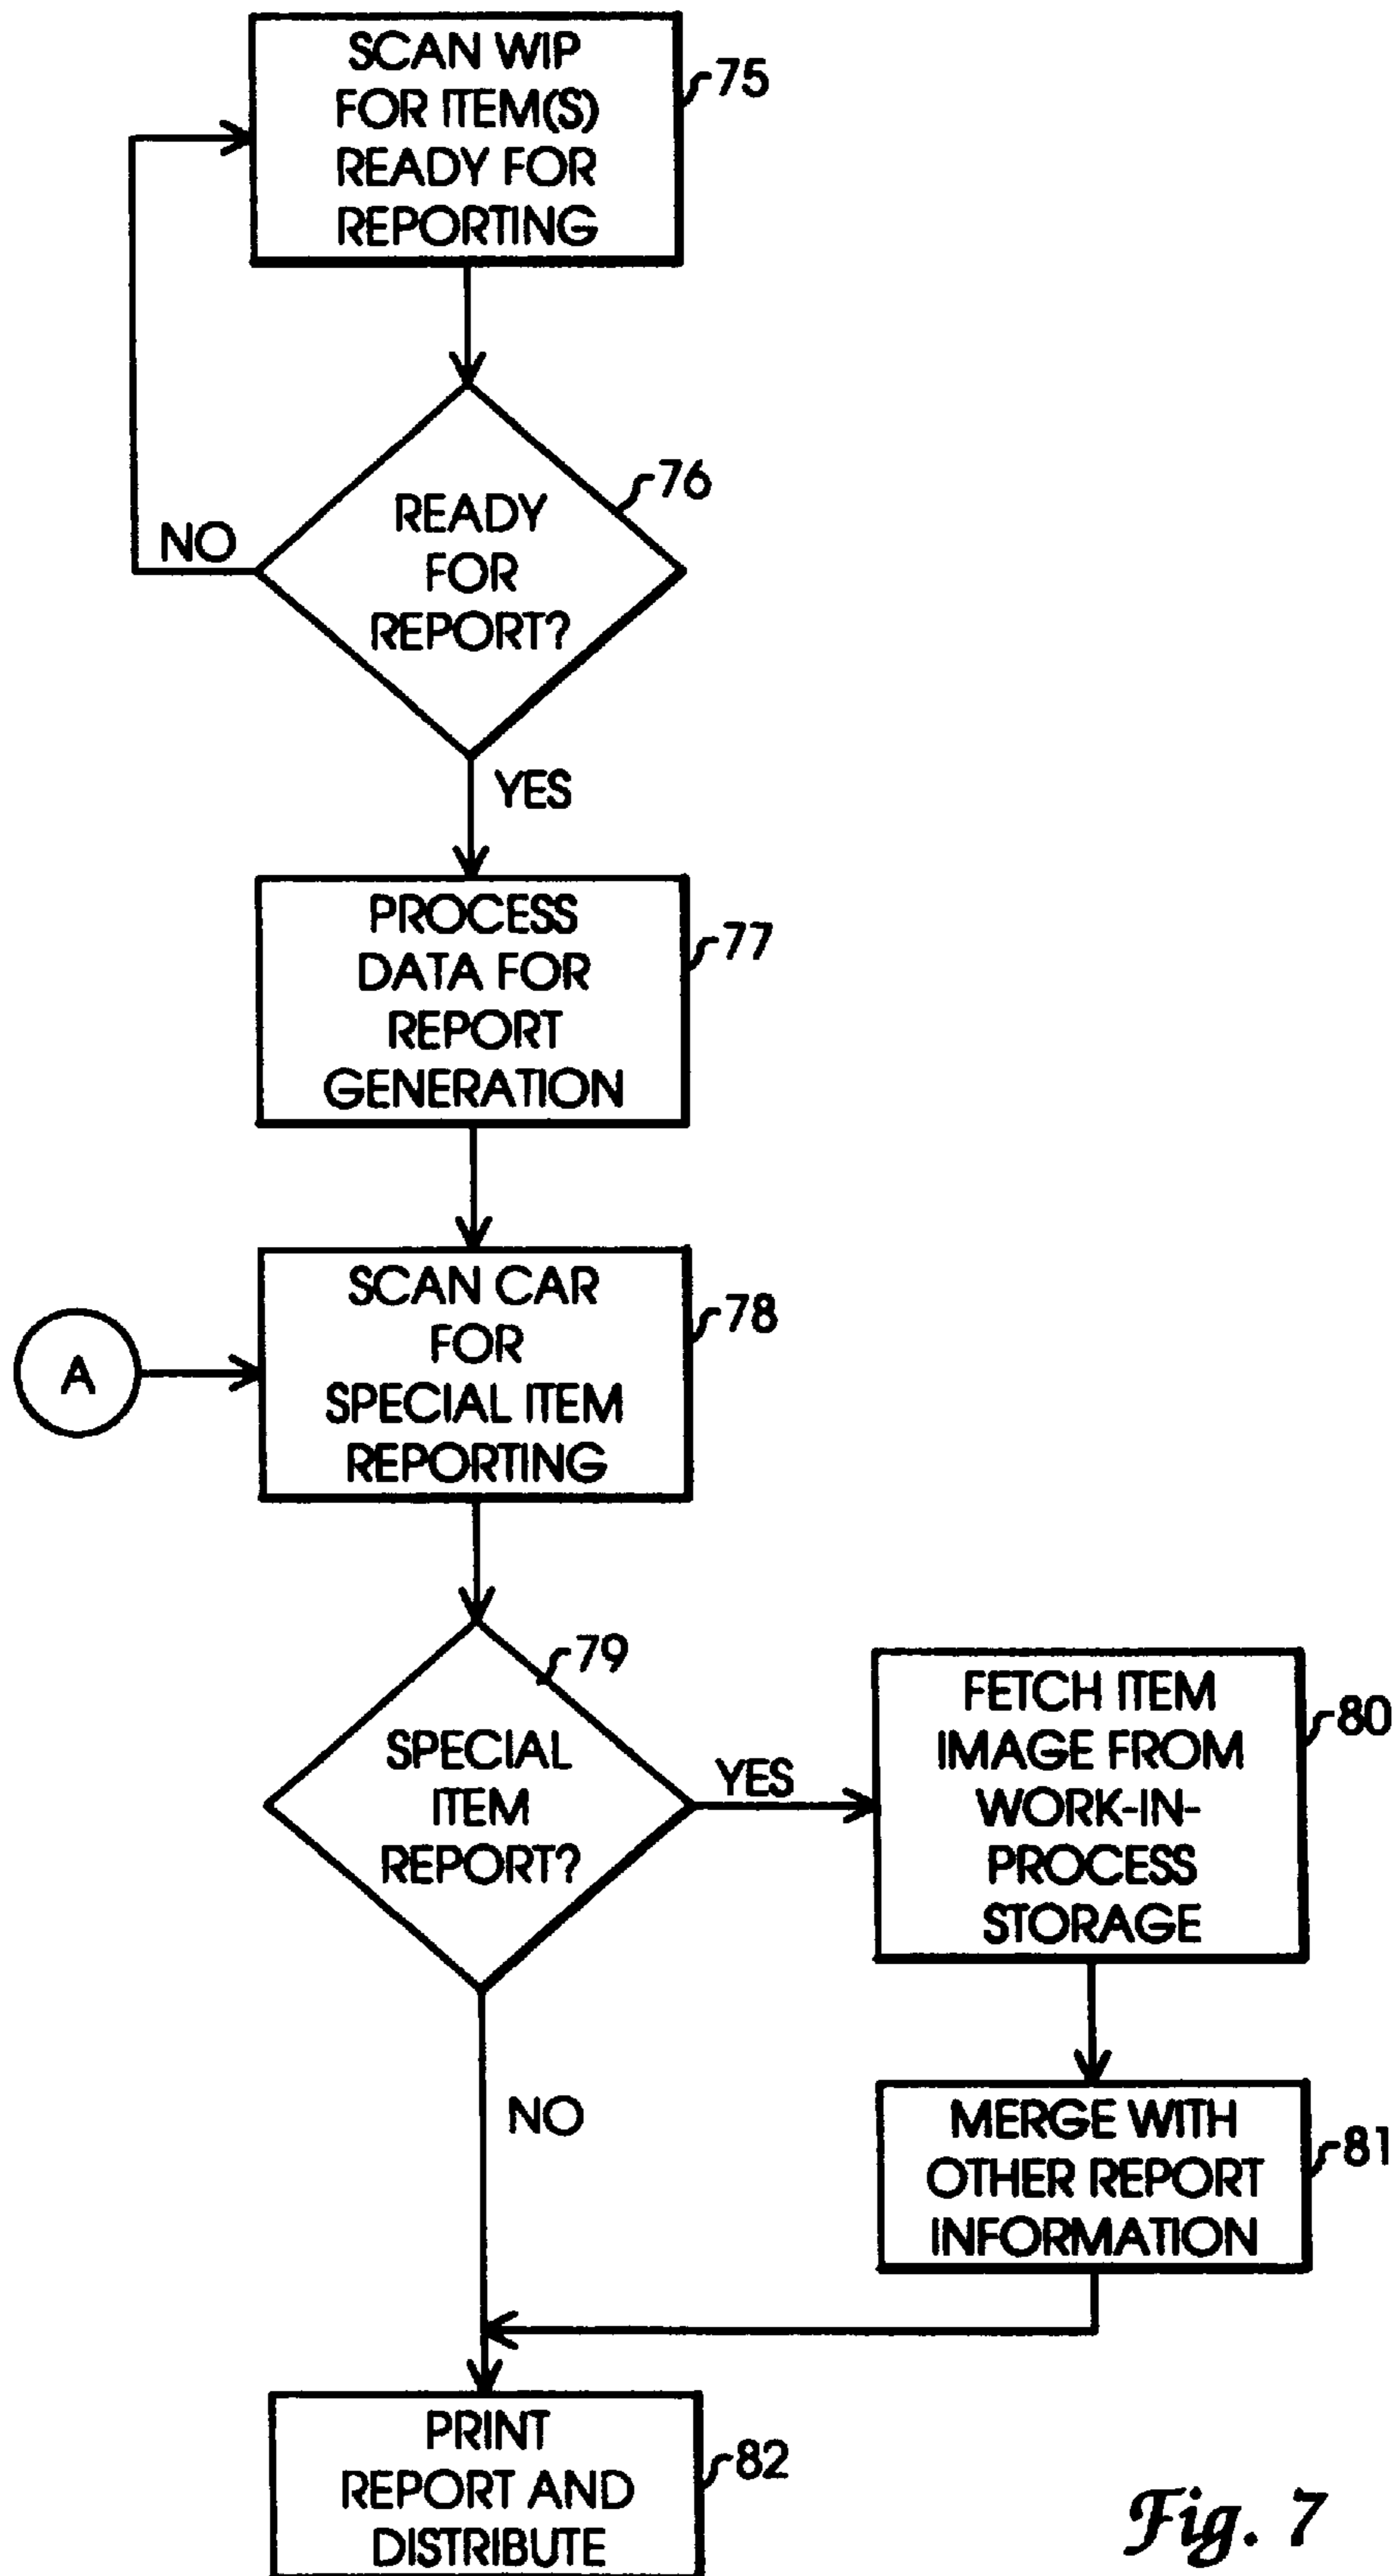 SCAN WIP
FOR ITEM(S)
READY FOR
REPORTING
75
READY
FOR
REPORT?
76
NO
YES
PROCESS
DATA FOR
REPORT
GENERATION
77
SCAN CAR
FOR
SPECIAL ITEM
REPORTING
78
A
SPECIAL
ITEM
REPORT?
79
YES
FETCH ITEM
IMAGE FROM
WORK-IN-
PROCESS
STORAGE
80
NO
MERGE WITH
OTHER REPORT
INFORMATION
81
PRINT
REPORT AND
DISTRIBUTE
82
Fig. 7